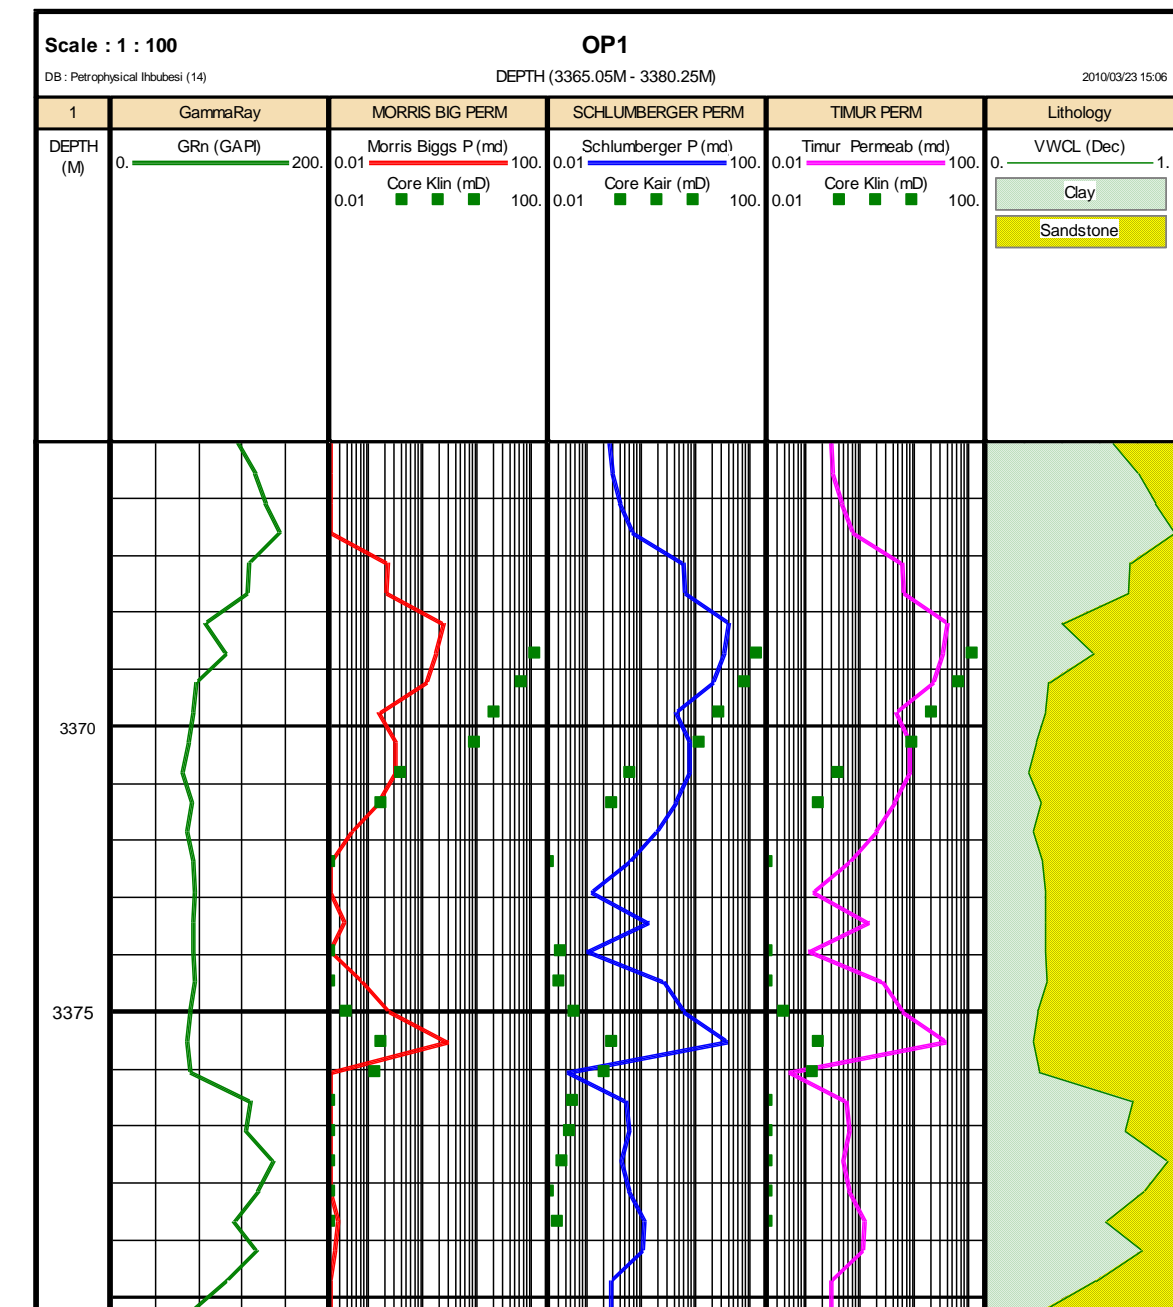 Scale : 1 : 100
OP1
DB : Petrophysical Ihbubesi (14)
DEPTH (3365.05M - 3380.25M)
2010/03/23 15:06
1
GammaRay
MORRIS BIG PERM
SCHLUMBERGER PERM
TIMUR PERM
Lithology
DEPTH
(M)
GRn (GAPI)
0. 200.
Morris Biggs P (md)
0.01 100.
Core Klin (mD)
0.01 100.
Schlumberger P (md)
0.01 100.
Core Kair (mD)
0.01 100.
Timur Permeab (md)
0.01 100.
Core Klin (mD)
0.01 100.
VWCL (Dec)
0. 1.
Clay
Sandstone
3370
3375